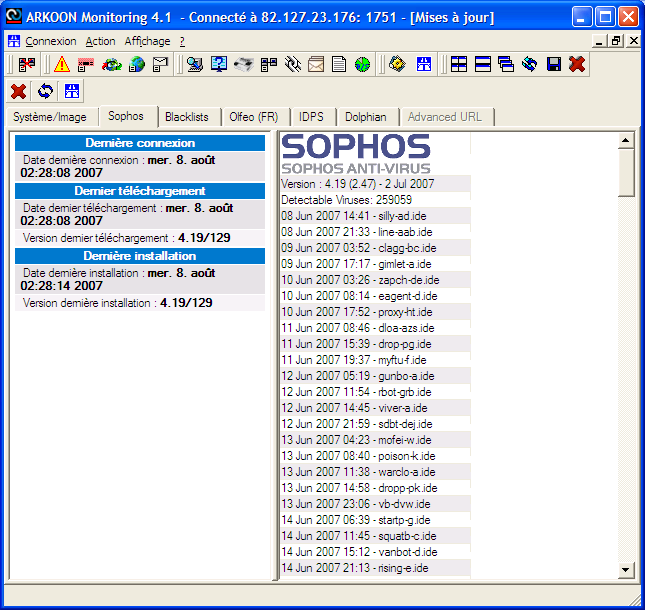 ARKOON Monitoring 4.1 - Connecté à 82.127.23.176: 1751 - [Mises à jour]
Connexion Action Affichage ?
Système/Image Sophos Blacklists Olfeo (FR) IDPS Dolphian Advanced URL
Dernière connexion
Date dernière connexion : mer. 8. août
02:28:08 2007
Dernier téléchargement
Date dernier téléchargement : mer. 8. août
02:28:08 2007
Version dernier téléchargement : 4.19/129
Dernière installation
Date dernière installation : mer. 8. août
02:28:14 2007
Version dernière installation : 4.19/129
SOPHOS
SOPHOS ANTI-VIRUS
Version : 4.19 (2.47) - 2 Jul 2007
Detectable Viruses: 259059
08 Jun 2007 14:41 - silly-ad.ide
08 Jun 2007 21:33 - line-aab.ide
09 Jun 2007 03:52 - clagg-bc.ide
09 Jun 2007 17:17 - gimlet-a.ide
10 Jun 2007 03:26 - zapch-de.ide
10 Jun 2007 08:14 - eagent-d.ide
10 Jun 2007 17:52 - proxy-ht.ide
11 Jun 2007 08:46 - dloa-azs.ide
11 Jun 2007 15:39 - drop-pg.ide
11 Jun 2007 19:37 - myftu-f.ide
12 Jun 2007 05:19 - gunbo-a.ide
12 Jun 2007 11:54 - rbot-grb.ide
12 Jun 2007 14:45 - viver-a.ide
12 Jun 2007 21:59 - sdbt-dej.ide
13 Jun 2007 04:23 - mofei-w.ide
13 Jun 2007 08:40 - poison-k.ide
13 Jun 2007 11:38 - warclo-a.ide
13 Jun 2007 14:58 - dropp-pk.ide
13 Jun 2007 23:06 - vb-dvw.ide
14 Jun 2007 06:39 - startp-g.ide
14 Jun 2007 11:45 - squatb-c.ide
14 Jun 2007 15:12 - vanbot-d.ide
14 Jun 2007 21:13 - rising-e.ide